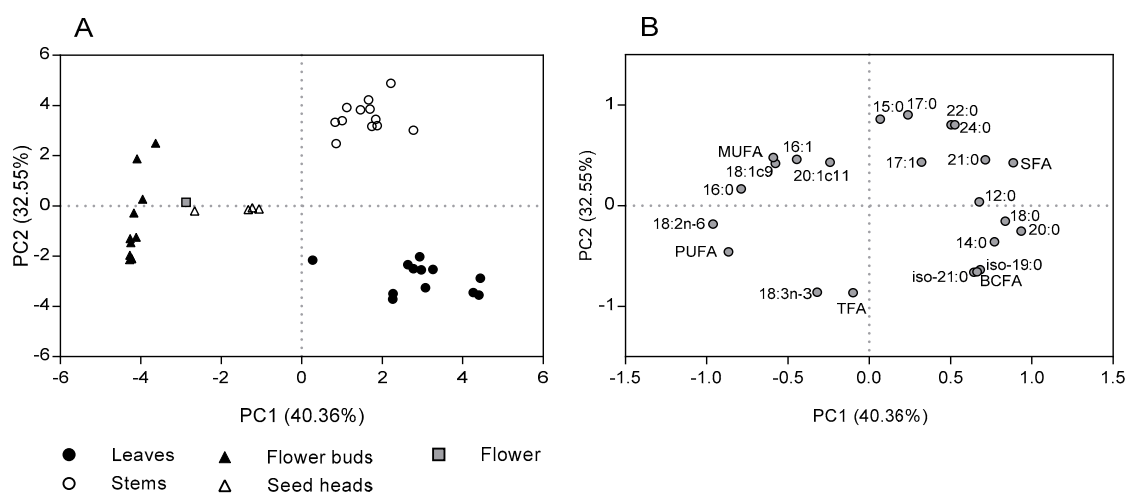 A
6
4
2
0
-2
-4
-6
-6 -4 -2 0 2 4 6
PC2 (32.55%)
PC1 (40.36%)
Leaves
Flower buds
Flower
Stems
Seed heads
B
1
0
-1
-1.5 -1.0 -0.5 0.0 0.5 1.0 1.5
PC2 (32.55%)
PC1 (40.36%)
15:0 17:0
22:0
24:0
MUFA
16:1
18:1c9
20:1c11
17:1
21:0
SFA
16:0
12:0
18:2n-6
18:0
20:0
PUFA
14:0
iso-19:0
iso-21:0
BCFA
18:3n-3
TFA